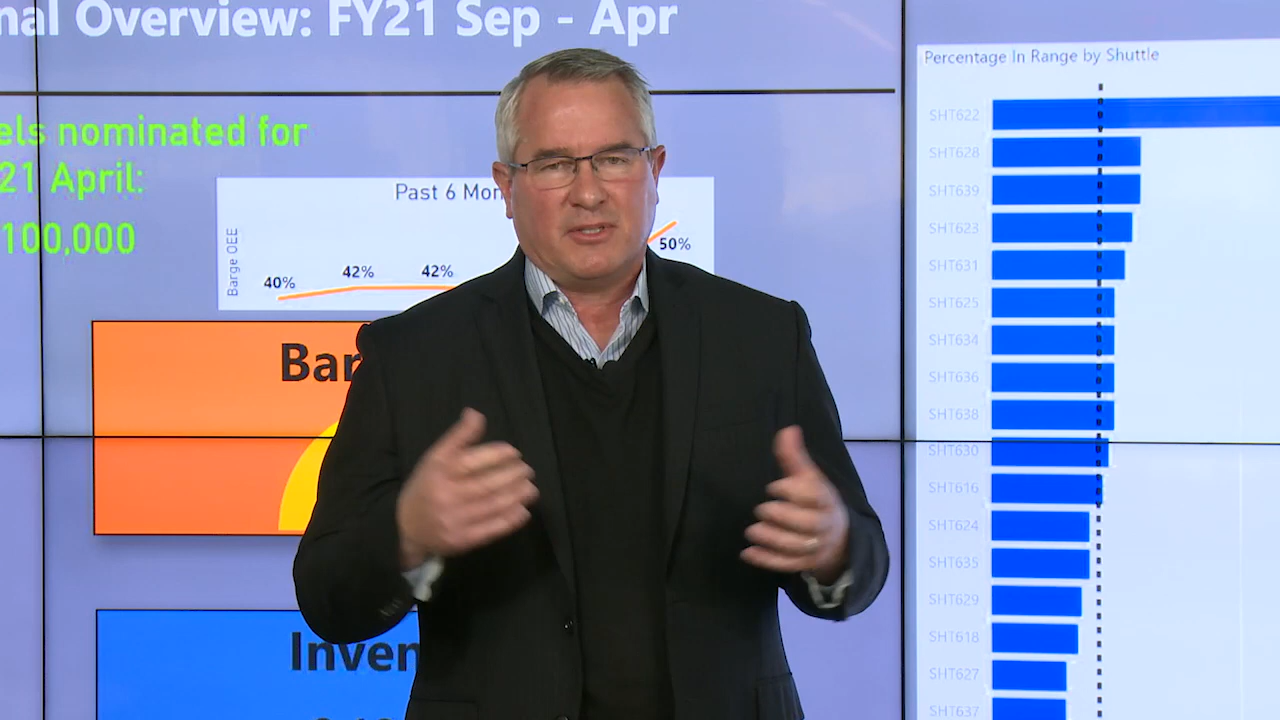 nal Overview: FY21 Sep - Apr
els nominated for
21 April:
100,000
Past 6 Mon
Barge OEE
40%
42%
42%
50%
Bar
Inven
Percentage In Range by Shuttle
SHT622
SHT628
SHT639
SHT623
SHT631
SHT625
SHT634
SHT636
SHT638
SHT630
SHT616
SHT624
SHT635
SHT629
SHT618
SHT627
SHT637